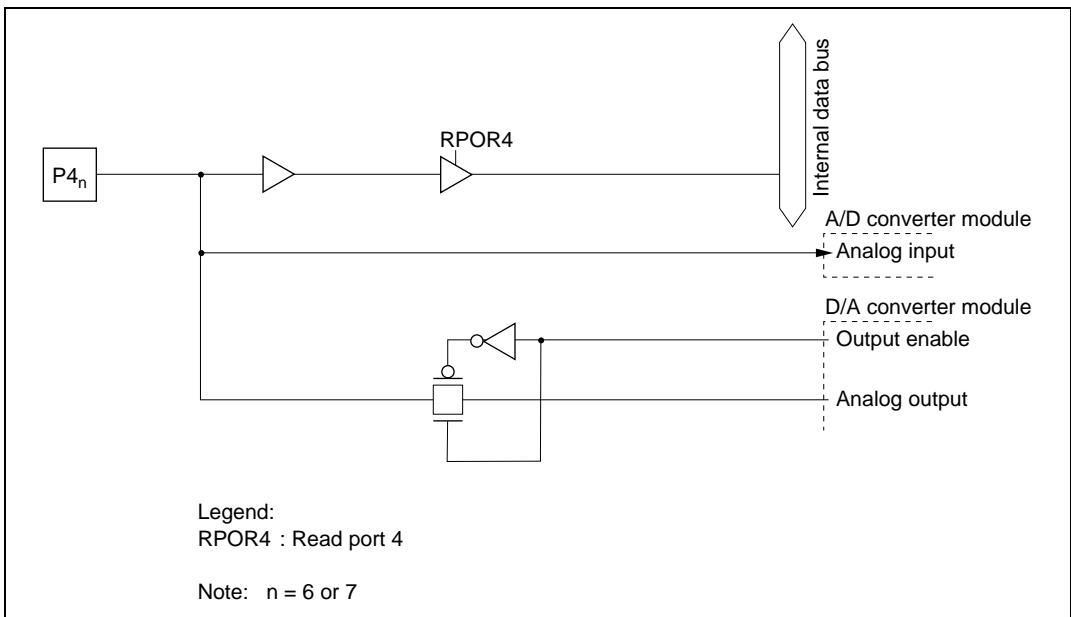 Internal data bus
RPOR4
P4n
A/D converter module
Analog input
D/A converter module
Output enable
Analog output
Legend:
RPOR4 : Read port 4
Note: n = 6 or 7